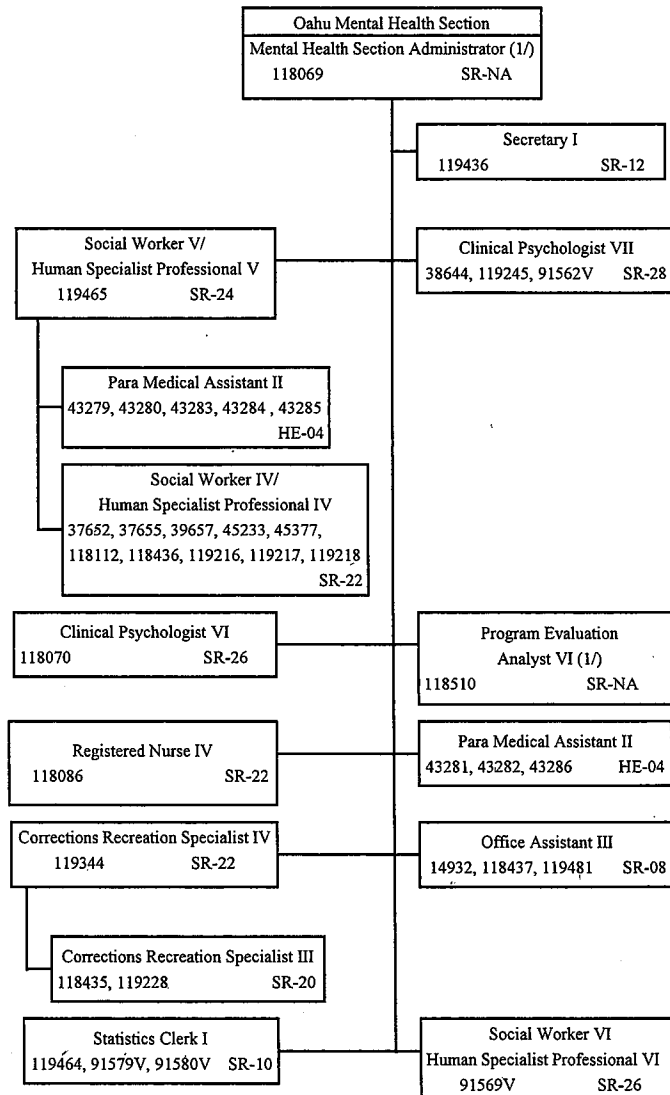 Oahu Mental Health Section
Mental Health Section Administrator (1/)
118069 SR-NA
Secretary I
119436 SR-12
Social Worker V/
Human Specialist Professional V
119465 SR-24
Clinical Psychologist VII
38644, 119245, 91562V SR-28
Para Medical Assistant II
43279, 43280, 43283, 43284 , 43285
HE-04
Social Worker IV/
Human Specialist Professional IV
37652, 37655, 39657, 45233, 45377,
118112, 118436, 119216, 119217, 119218
SR-22
Clinical Psychologist VI
118070 SR-26
Program Evaluation
Analyst VI (1/)
118510 SR-NA
Registered Nurse IV
118086 SR-22
Para Medical Assistant II
43281, 43282, 43286 HE-04
Corrections Recreation Specialist IV
119344 SR-22
Office Assistant III
14932, 118437, 119481 SR-08
Corrections Recreation Specialist III
118435, 119228 SR-20
Statistics Clerk I
119464, 91579V, 91580V SR-10
Social Worker VI
Human Specialist Professional VI
91569V SR-26